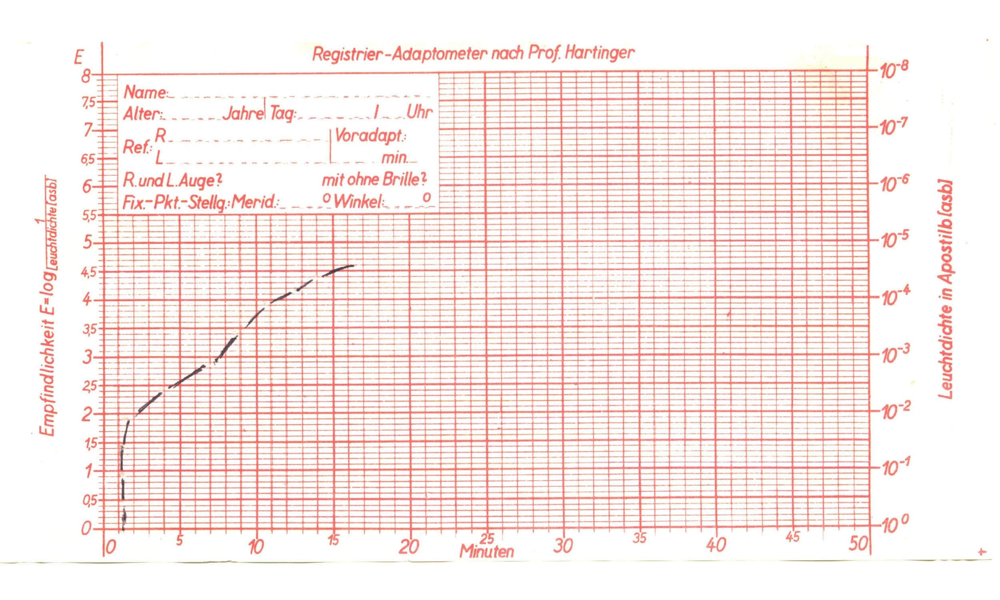 Registrier-Adaptometer nach Prof. Hartinger
E
8
7,5
7
6,5
6
5,5
5
4,5
4
3,5
3
2,5
2
1,5
1
0,5
0
Empfindlichkeit E=log 1 / Leuchtdichte [asb]
Name:
Alter: Jahre Tag: / Uhr
Ref.: R Voradapt.:
L min.
R. und L. Auge? mit ohne Brille?
Fix.-Pkt.-Stellg.: Merid.: o Winkel: o
10-8
10-7
10-6
10-5
10-4
10-3
10-2
10-1
10 0
Leuchtdichte in Apostilb [asb]
0 5 10 15 20 25 30 35 40 45 50
Minuten